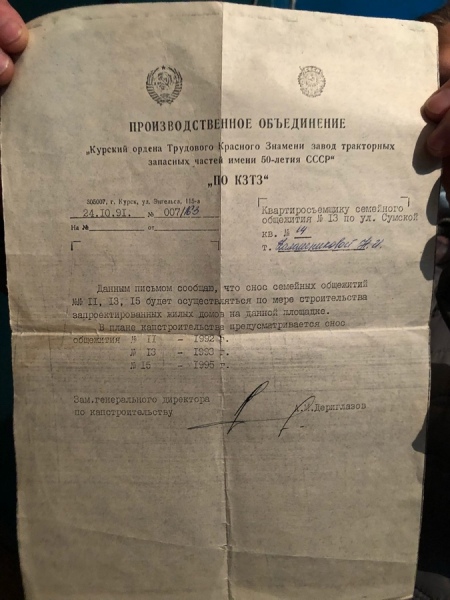 ПРОИЗВОДСТВЕННОЕ ОБЪЕДИНЕНИЕ
„Курский ордена Трудового Красного Знамени завод тракторных
запасных частей имени 50-летия СССР“
„ПО КЗТЗ“
305007, г. Курск, ул. Энгельса, 115-а
24.10.91. № 007/
На № от
Квартиросъемщику семейного
общежития № 13 по ул. Сумской
кв. № 14
т.
Данным письмом сообщаю, что снос семейных общежитий
№№ 11, 13, 15 будет осуществляться по мере строительства
запроектированных жилых домов на данной площадке.
В плане капстроительства предусматривается снос
общежития № 11 - 1992 г.
№ 13 - 1993 г.
№ 15 - 1995 г.
Зам.генерального директора
по капстроительству
Дерглазов